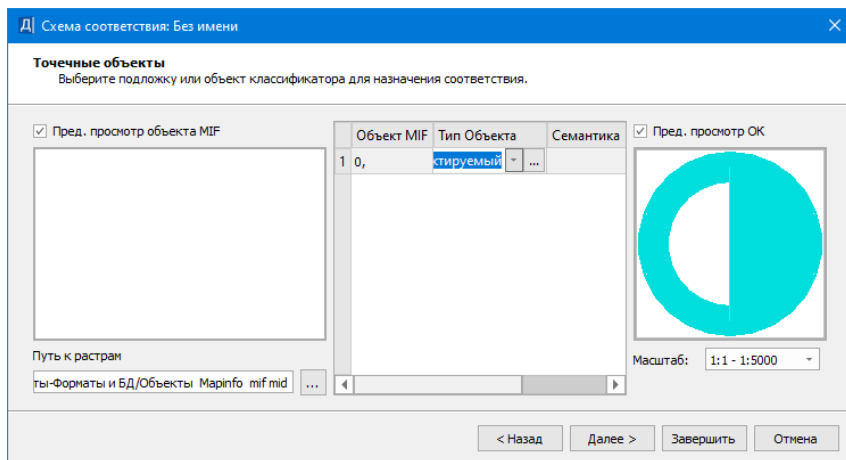 Схема соответствия: Без имени
Точечные объекты
Выберите подложку или объект классификатора для назначения соответствия.
Пред. просмотр объекта MIF
Объект MIF Тип Объекта Семантика
1 0, ктируемый ...
Пред. просмотр ОК
Путь к растрам
ты-Форматы и БД/Объекты Mapinfo mif mid ...
Масштаб: 1:1 - 1:5000
< Назад Далее > Завершить Отмена